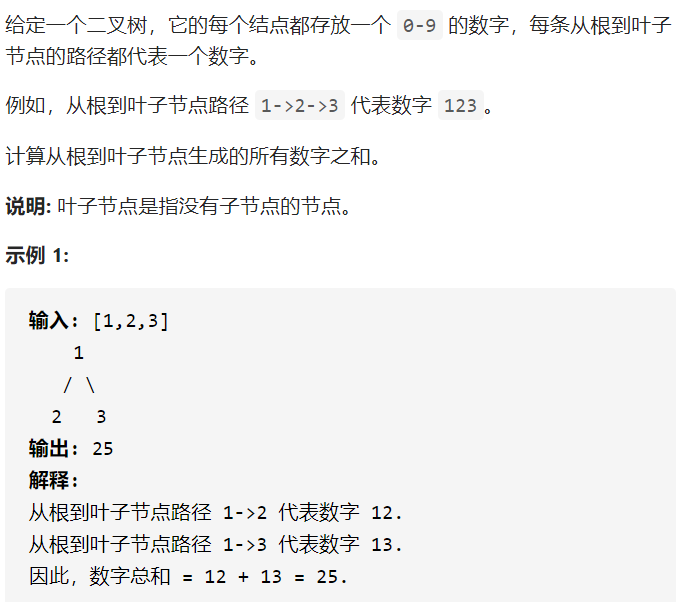 给定一个二叉树，它的每个结点都存放一个 0-9 的数字，每条从根到叶子
节点的路径都代表一个数字。
例如，从根到叶子节点路径 1->2->3 代表数字 123。
计算从根到叶子节点生成的所有数字之和。
说明: 叶子节点是指没有子节点的节点。
示例 1:
输入: [1,2,3]
1
/ \
2 3
输出: 25
解释:
从根到叶子节点路径 1->2 代表数字 12.
从根到叶子节点路径 1->3 代表数字 13.
因此，数字总和 = 12 + 13 = 25.